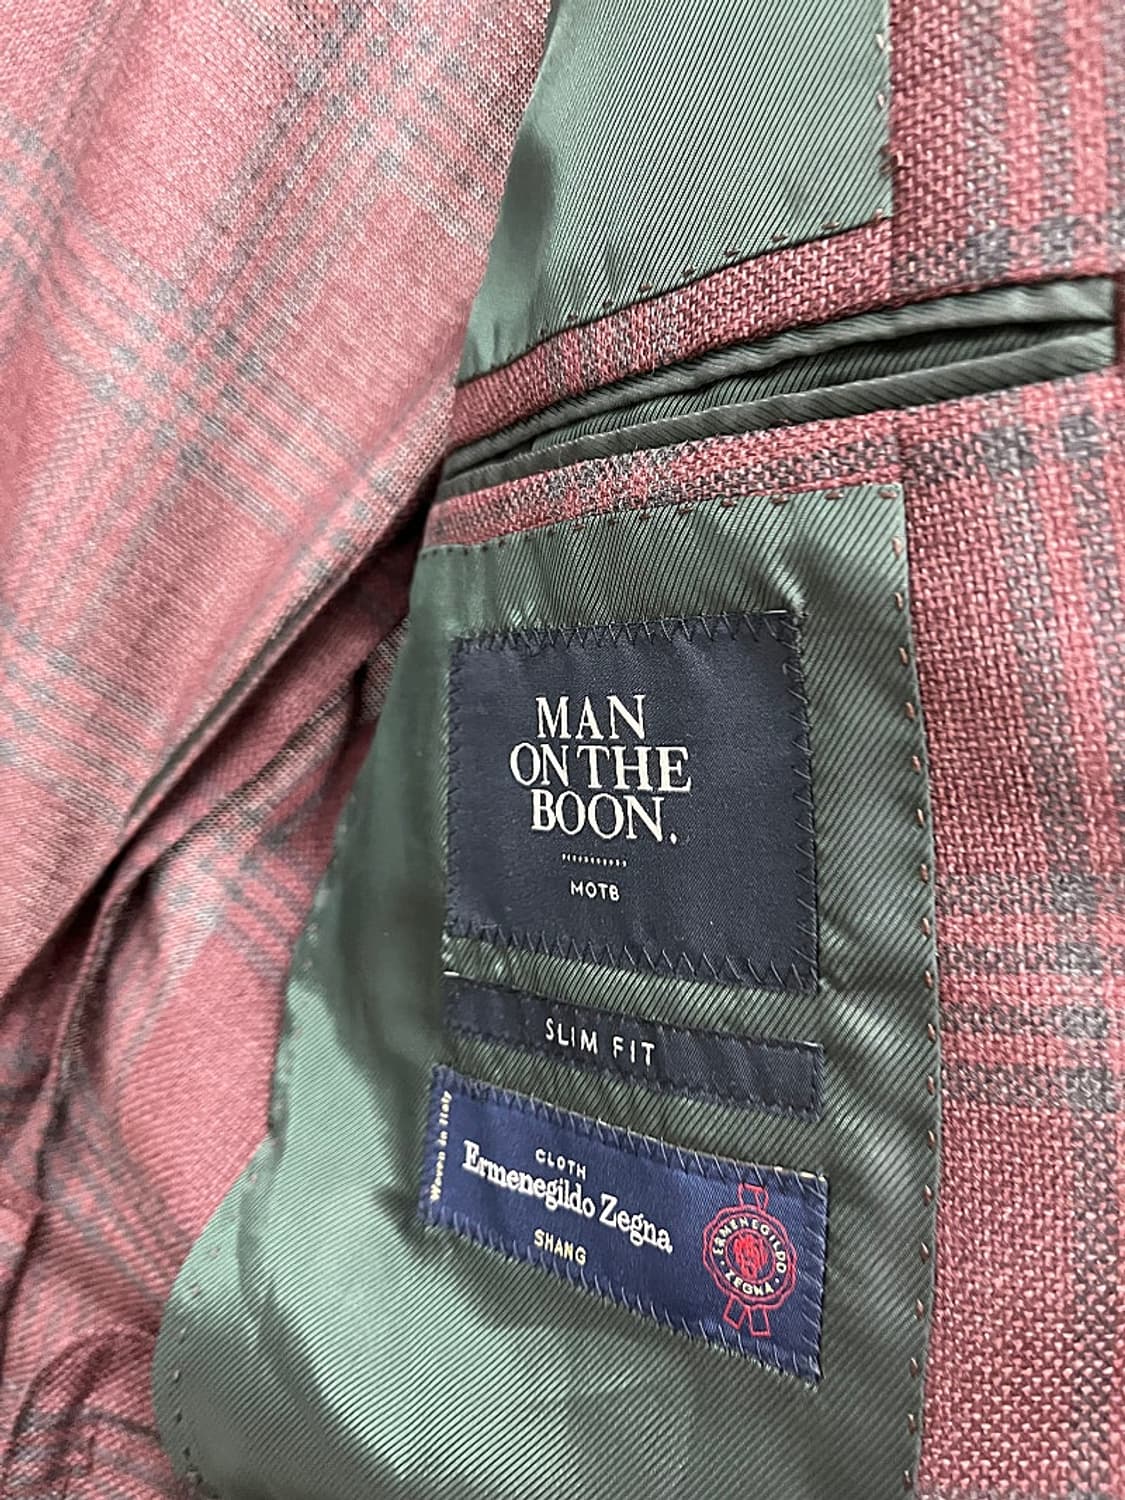 MAN
ON THE
BOON.
MOTB
SLIM FIT
Woven in Italy
CLOTH
Ermenegildo Zegna
SHANG
ERMENEGILDO
ZEGNA